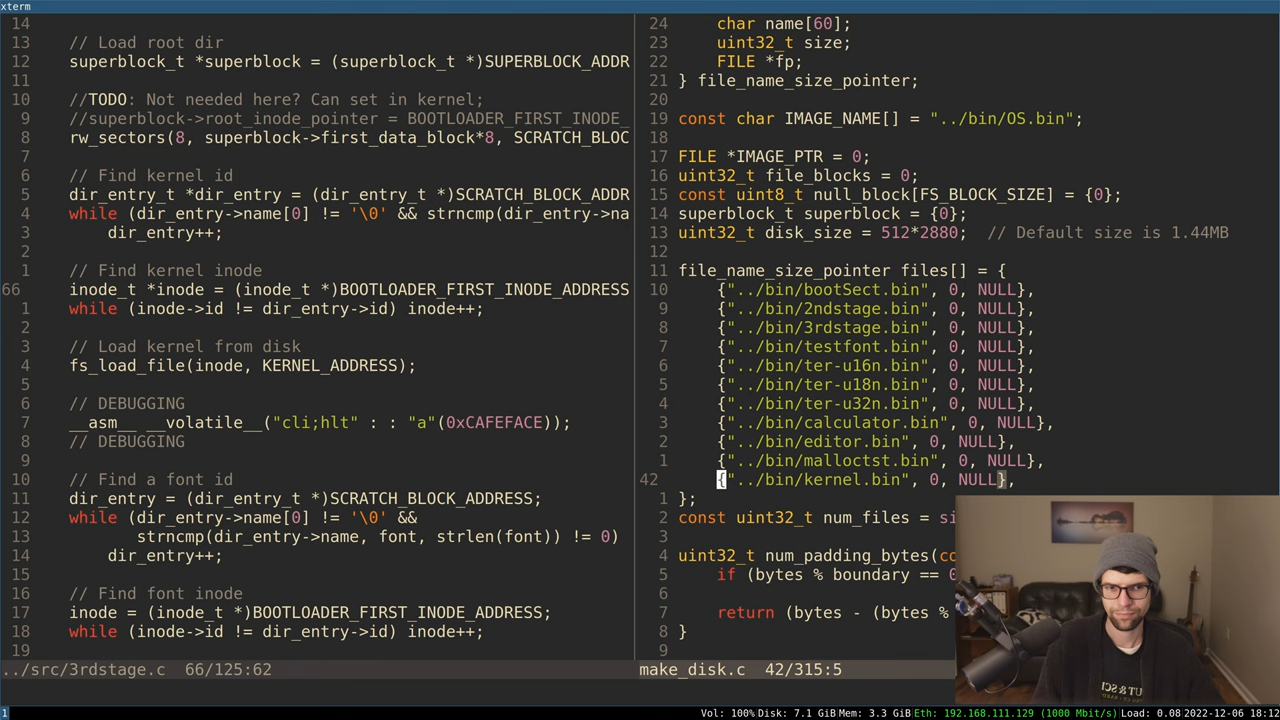 xterm
14
13 // Load root dir
12 superblock_t *superblock = (superblock_t *)SUPERBLOCK_ADDR
11
10 //TODO: Not needed here? Can set in kernel;
9 //superblock->root_inode_pointer = BOOTLOADER_FIRST_INODE_
8 rw_sectors(8, superblock->first_data_block*8, SCRATCH_BLOC
7
6 // Find kernel id
5 dir_entry_t *dir_entry = (dir_entry_t *)SCRATCH_BLOCK_ADDR
4 while (dir_entry->name[0] != '\0' && strncmp(dir_entry->na
3 dir_entry++;
2
1 // Find kernel inode
66 inode_t *inode = (inode_t *)BOOTLOADER_FIRST_INODE_ADDRESS
1 while (inode->id != dir_entry->id) inode++;
2
3 // Load kernel from disk
4 fs_load_file(inode, KERNEL_ADDRESS);
5
6 // DEBUGGING
7 __asm__ __volatile__("cli;hlt" : : "a"(0xCAFEFACE));
8 // DEBUGGING
9
10 // Find a font id
11 dir_entry = (dir_entry_t *)SCRATCH_BLOCK_ADDRESS;
12 while (dir_entry->name[0] != '\0' &&
13 strncmp(dir_entry->name, font, strlen(font)) != 0)
14 dir_entry++;
15
16 // Find font inode
17 inode = (inode_t *)BOOTLOADER_FIRST_INODE_ADDRESS;
18 while (inode->id != dir_entry->id) inode++;
19
../src/3rdstage.c 66/125:62
24 char name[60];
23 uint32_t size;
22 FILE *fp;
21 } file_name_size_pointer;
20
19 const char IMAGE_NAME[] = "../bin/OS.bin";
18
17 FILE *IMAGE_PTR = 0;
16 uint32_t file_blocks = 0;
15 const uint8_t null_block[FS_BLOCK_SIZE] = {0};
14 superblock_t superblock = {0};
13 uint32_t disk_size = 512*2880; // Default size is 1.44MB
12
11 file_name_size_pointer files[] = {
10 {"../bin/bootSect.bin", 0, NULL},
9 {"../bin/2ndstage.bin", 0, NULL},
8 {"../bin/3rdstage.bin", 0, NULL},
7 {"../bin/testfont.bin", 0, NULL},
6 {"../bin/ter-u16n.bin", 0, NULL},
5 {"../bin/ter-u18n.bin", 0, NULL},
4 {"../bin/ter-u32n.bin", 0, NULL},
3 {"../bin/calculator.bin", 0, NULL},
2 {"../bin/editor.bin", 0, NULL},
1 {"../bin/malloctst.bin", 0, NULL},
42 {"../bin/kernel.bin", 0, NULL},
1 };
2 const uint32_t num_files = si
3
4 uint32_t num_padding_bytes(co
5 if (bytes % boundary == 0
6
7 return (bytes - (bytes %
8 }
9
make_disk.c 42/315:5
1 Vol: 100% Disk: 7.1 GiB Mem: 3.3 GiB Eth: 192.168.111.129 (1000 Mbit/s) Load: 0.08 2022-12-06 18:12